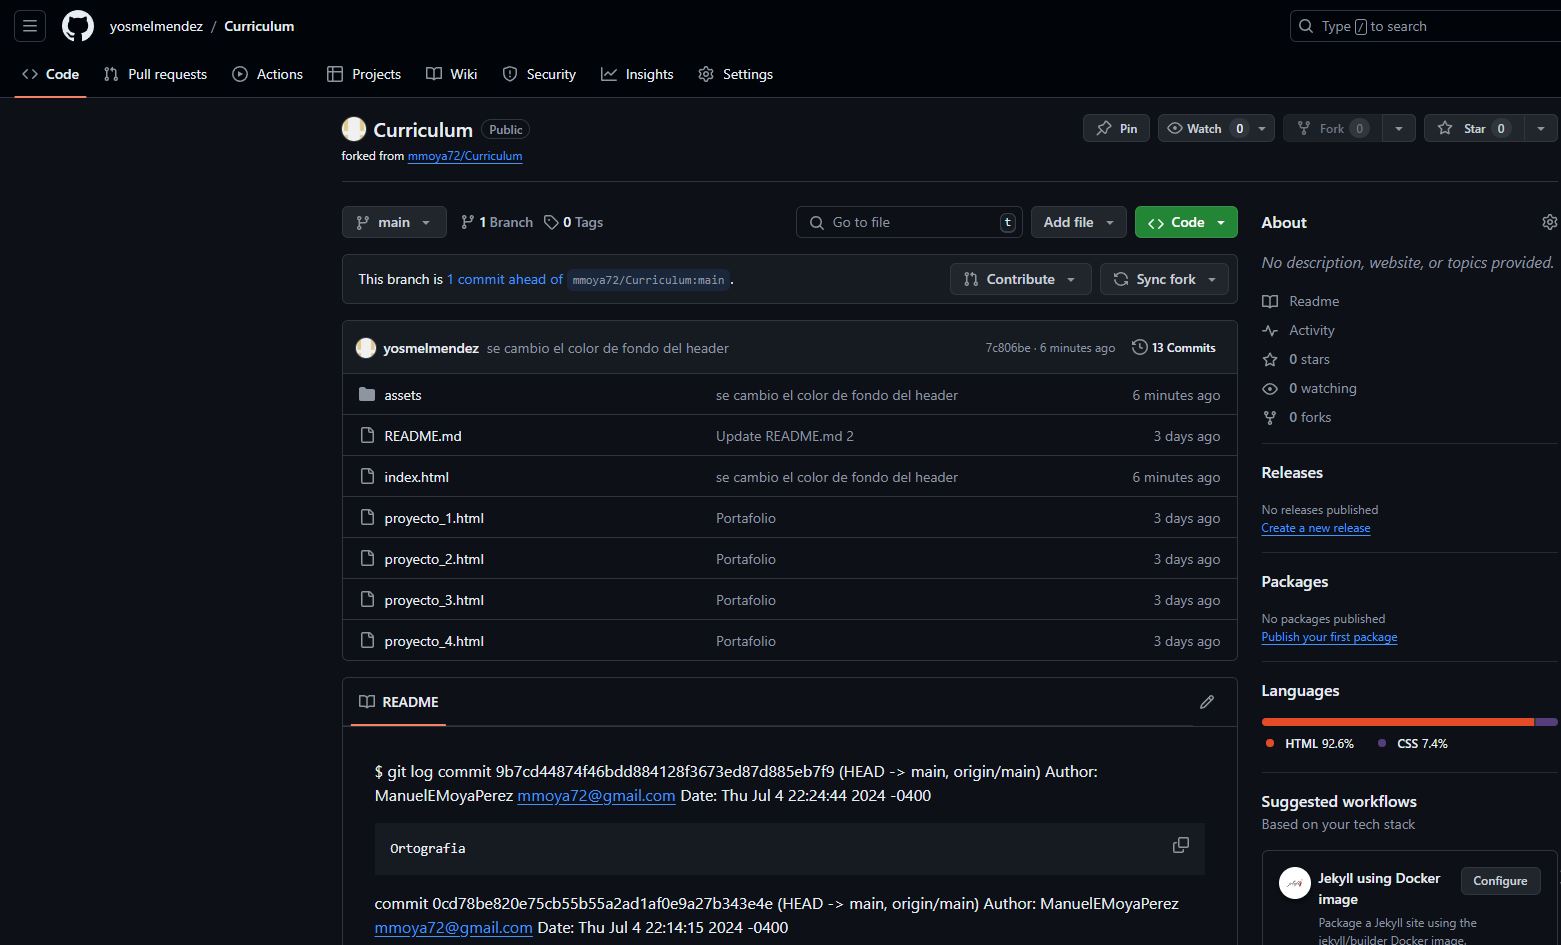 yosmelmendez / Curriculum
Type / to search
Code Pull requests Actions Projects Wiki Security Insights Settings
Curriculum Public
Pin Watch 0 Fork 0 Star 0
forked from mmoya72/Curriculum
main 1 Branch 0 Tags Go to file t Add file Code
This branch is 1 commit ahead of mmoya72/Curriculum:main . Contribute Sync fork
yosmelmendez se cambio el color de fondo del header 7c806be · 6 minutes ago 13 Commits
assets se cambio el color de fondo del header 6 minutes ago
README.md Update README.md 2 3 days ago
index.html se cambio el color de fondo del header 6 minutes ago
proyecto_1.html Portafolio 3 days ago
proyecto_2.html Portafolio 3 days ago
proyecto_3.html Portafolio 3 days ago
proyecto_4.html Portafolio 3 days ago
README
$ git log commit 9b7cd44874f46bdd884128f3673ed87d885eb7f9 (HEAD -> main, origin/main) Author:
ManuelEMoyaPerez mmoya72@gmail.com Date: Thu Jul 4 22:24:44 2024 -0400
Ortografia
commit 0cd78be820e75cb55b55a2ad1af0e9a27b343e4e (HEAD -> main, origin/main) Author: ManuelEMoyaPerez
mmoya72@gmail.com Date: Thu Jul 4 22:14:15 2024 -0400
About
No description, website, or topics provided.
Readme
Activity
0 stars
0 watching
0 forks
Releases
No releases published
Create a new release
Packages
No packages published
Publish your first package
Languages
HTML 92.6% CSS 7.4%
Suggested workflows
Based on your tech stack
Jekyll using Docker
image
Configure
Package a Jekyll site using the
jekyll/builder Docker image.